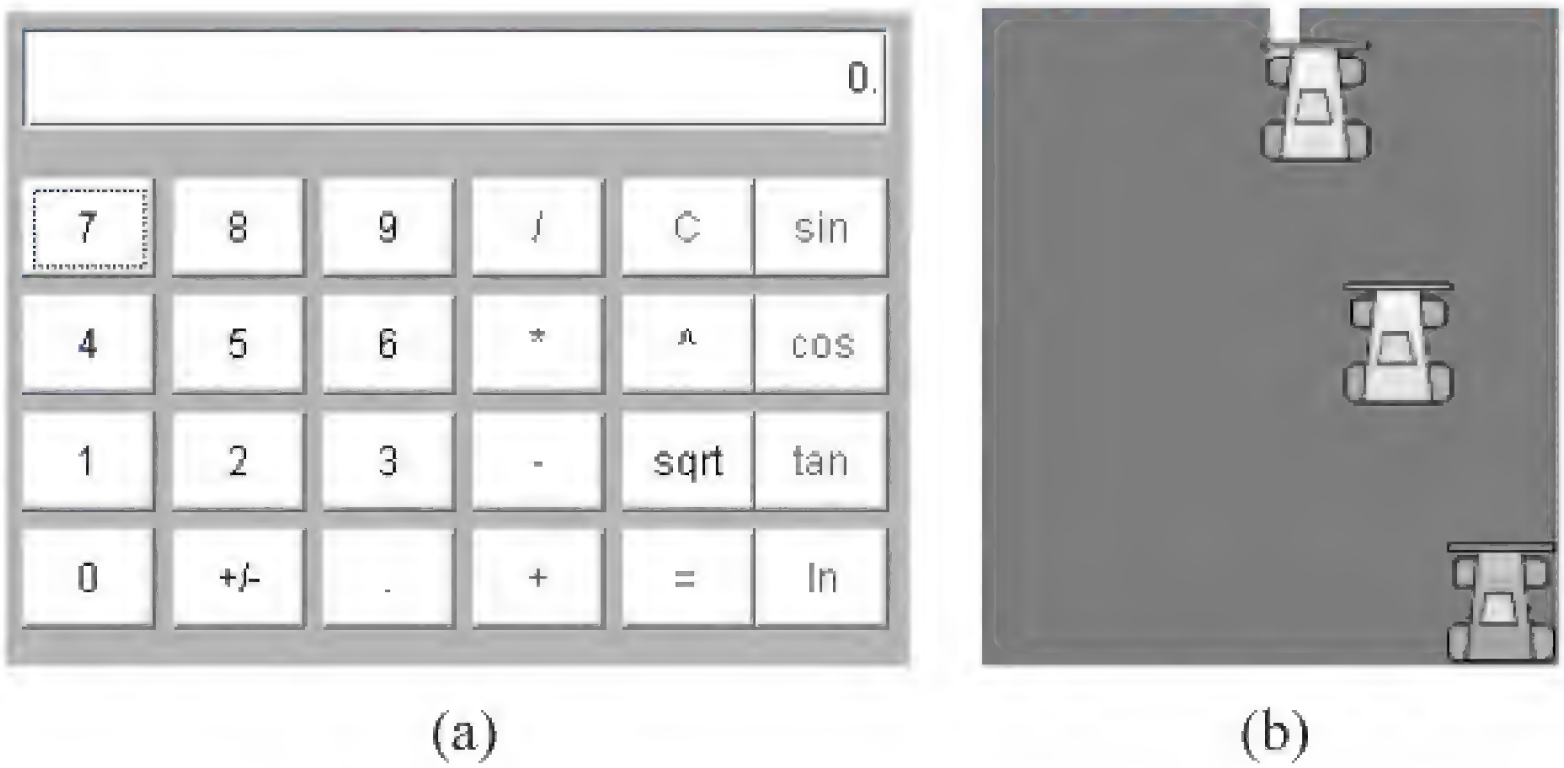 0.
7 8 9 / C sin
4 5 6 * ^ cos
1 2 3 - sqrt tan
0 +/- . + = ln
(a) (b)